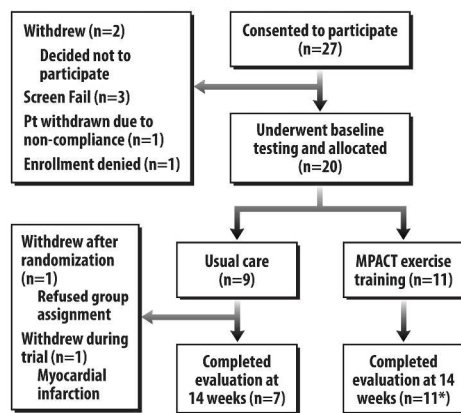 Withdrew (n=2)
Decided not to
participate
Screen Fail (n=3)
Pt withdrawn due to
non-compliance (n=1)
Enrollment denied (n=1)
Consented to participate
(n=27)
Underwent baseline
testing and allocated
(n=20)
Withdrew after
randomization
(n=1)
Refused group
assignment
Withdrew during
trial (n=1)
Myocardial
infarction
Usual care
(n=9)
MPACT exercise
training (n=11)
Completed
evaluation at
14 weeks (n=7)
Completed
evaluation at 14
weeks (n=11*)